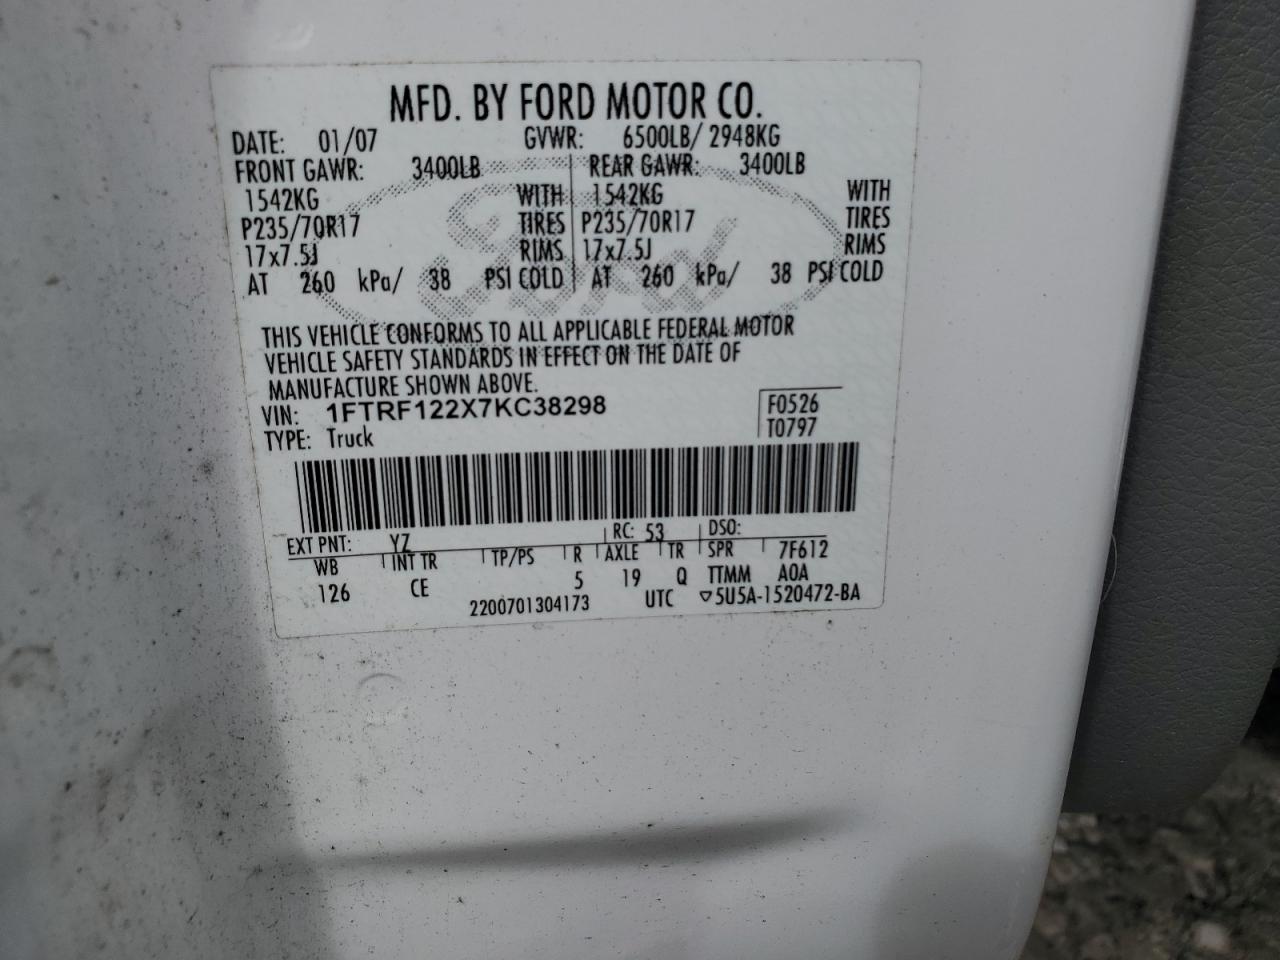 MFD. BY FORD MOTOR CO.
DATE: 01/07 GVWR: 6500LB/ 2948KG
FRONT GAWR: 3400LB REAR GAWR: 3400LB
1542KG WITH 1542KG WITH
P235/70R17 TIRES P235/70R17 TIRES
17x7.5J RIMS 17x7.5J RIMS
AT 260 kPa/ 38 PSI COLD AT 260 kPa/ 38 PSI COLD
Ford
THIS VEHICLE CONFORMS TO ALL APPLICABLE FEDERAL MOTOR
VEHICLE SAFETY STANDARDS IN EFFECT ON THE DATE OF
MANUFACTURE SHOWN ABOVE.
VIN: 1FTRF122X7KC38298 F0526
TYPE: Truck T0797
EXT PNT: YZ RC: 53 DSO:
WB INT TR TP/PS R AXLE TR SPR 7F612
126 CE 5 19 Q TTMM A0A
2200701304173 UTC ▽5U5A-1520472-BA